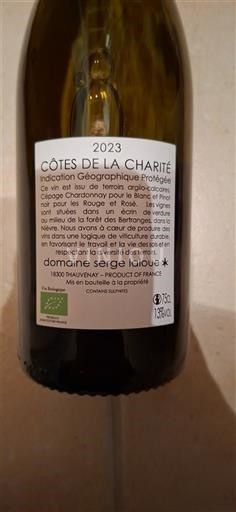 2023
CÔTES DE LA CHARITÉ
Indication Géographique Protégée
Ce vin est issu de terroirs argilo-calcaires.
Cépage Chardonnay pour le Blanc et Pinot
noir pour les Rouge et Rosé. Les vignes
sont situées dans un écrin de verdure
au milieu de la forêt des Bertranges, dans la
Nièvre. Nous avons à cœur de produire des
vins dans une logique de viticulture durable,
en favorisant le travail et la vie des sols et en
respectant
domaine serge laloue
18300 THAUVENAY – PRODUCT OF FRANCE
Mis en bouteille à la propriété
CONTAINS SULPHITES
Vin Biologique
75cl
13%vol